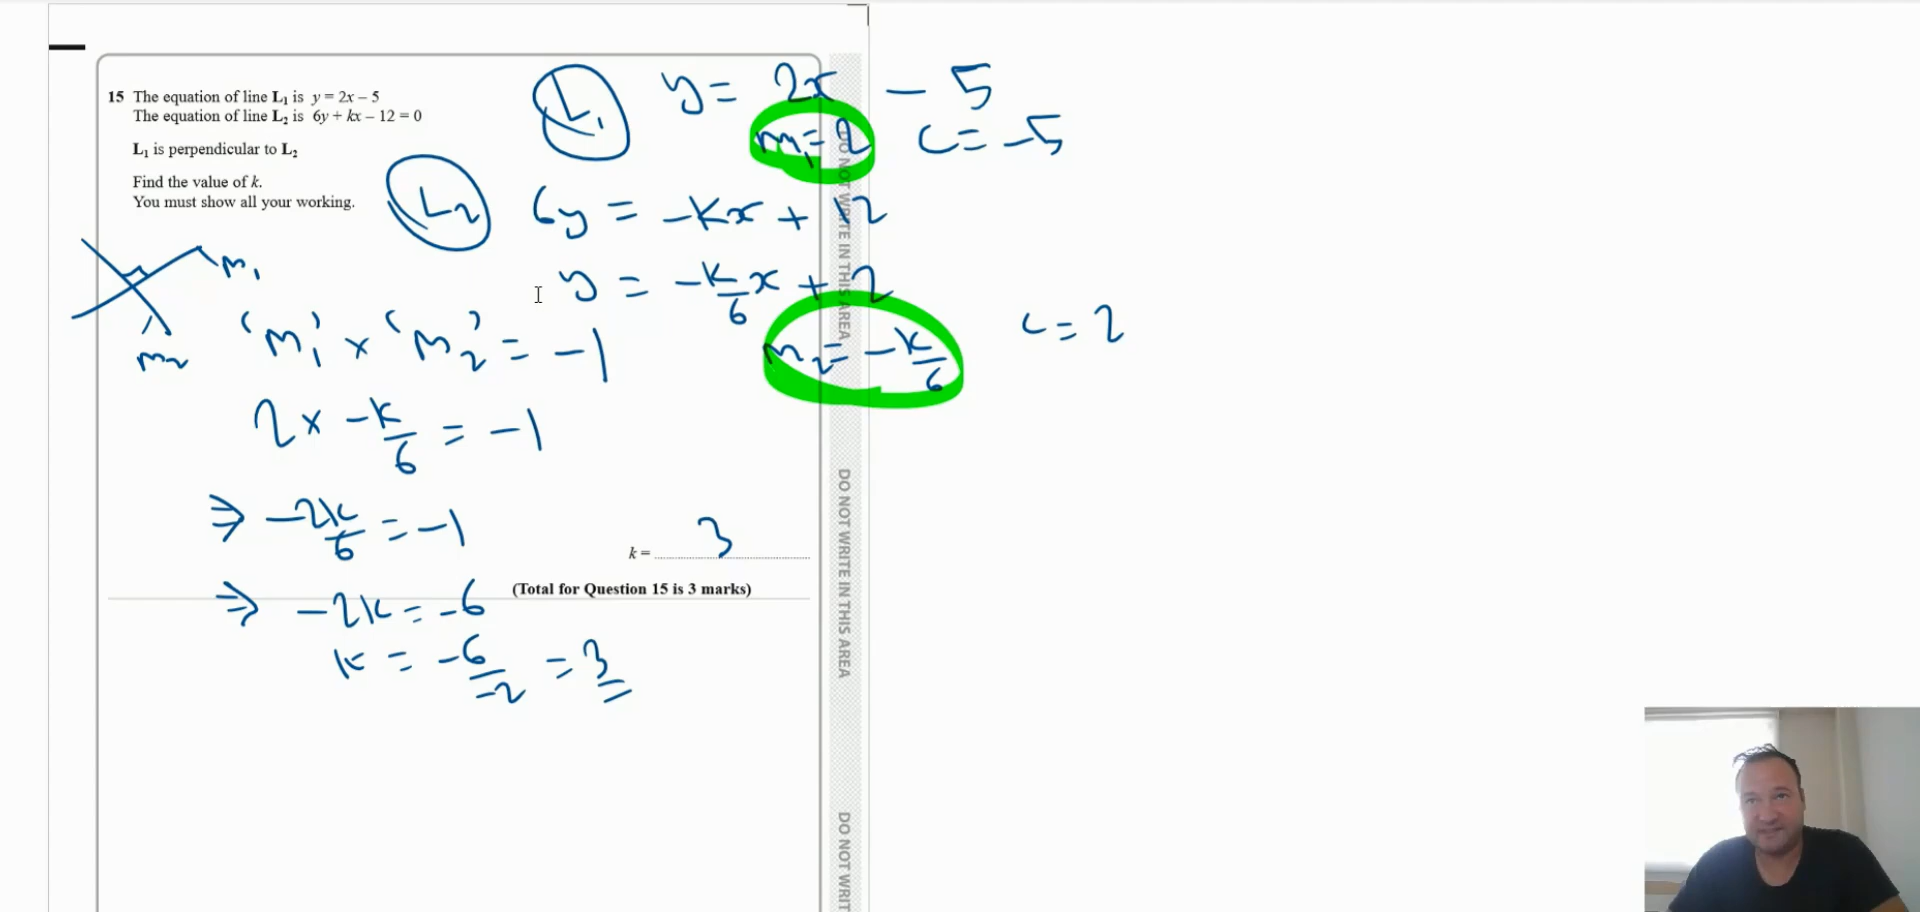 15 The equation of line L₁ is y = 2x – 5
The equation of line L₂ is 6y + kx – 12 = 0
L₁ is perpendicular to L₂
Find the value of k.
You must show all your working.
L₁ y = 2x – 5
m₁ = 2 c = –5
L₂ 6y = –kx + 12
y = –k/6 x + 2
m₂ = –k/6 c = 2
m₁
m₂
'm₁' × 'm₂' = –1
2 × –k/6 = –1
⇒ –2k/6 = –1
k = 3
(Total for Question 15 is 3 marks)
⇒ –2k = –6
k = –6/–2 = 3
DO NOT WRITE IN THIS AREA
DO NOT WRITE IN THIS AREA
DO NOT WRIT